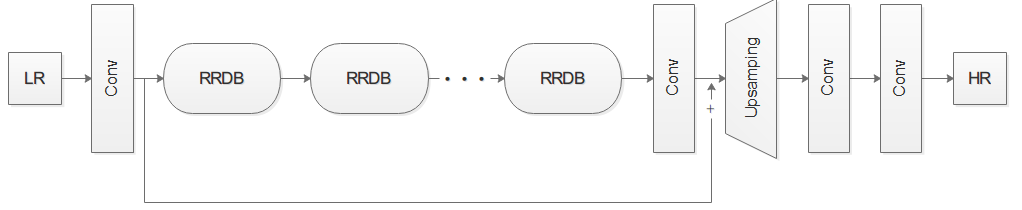 LR
Conv
RRDB
RRDB
. . .
RRDB
Conv
+
Upsamping
Conv
Conv
HR